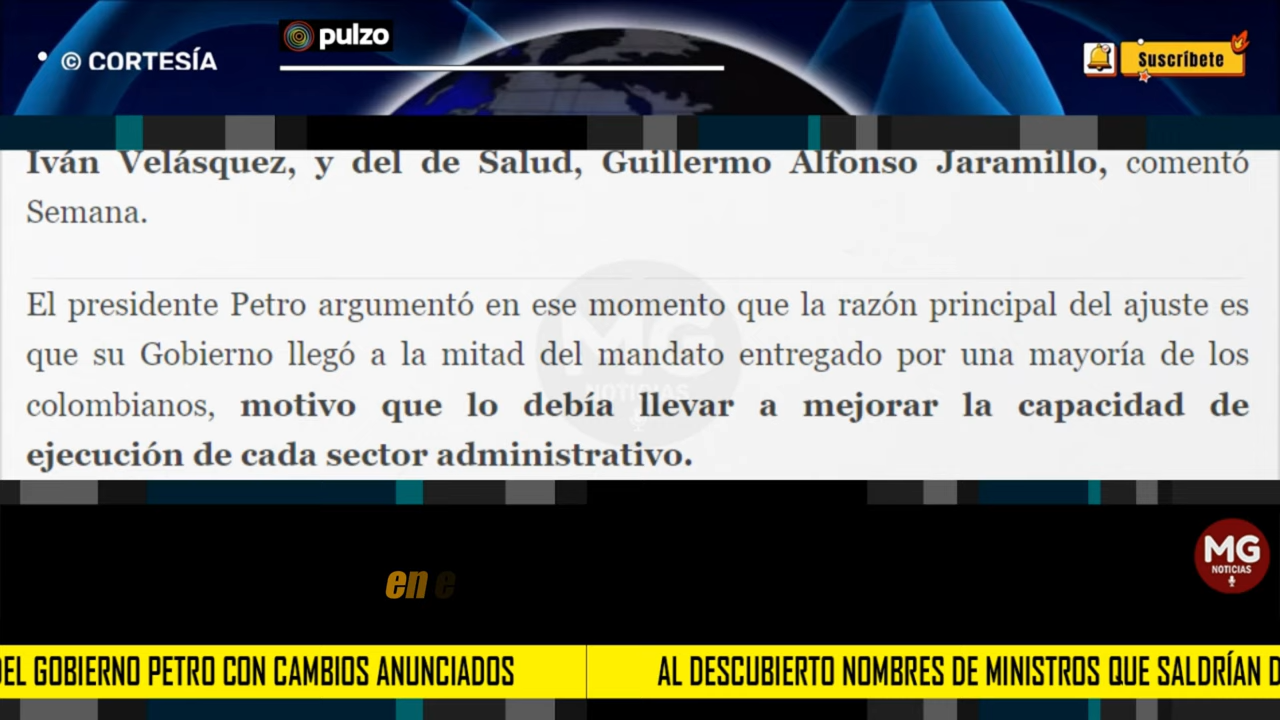 © CORTESÍA
pulzo
Suscríbete
Iván Velásquez, y del de Salud, Guillermo Alfonso Jaramillo, comentó
Semana.
El presidente Petro argumentó en ese momento que la razón principal del ajuste es
que su Gobierno llegó a la mitad del mandato entregado por una mayoría de los
colombianos, motivo que lo debía llevar a mejorar la capacidad de
ejecución de cada sector administrativo.
MG
NOTICIAS
en e
MG
NOTICIAS
DEL GOBIERNO PETRO CON CAMBIOS ANUNCIADOS
AL DESCUBIERTO NOMBRES DE MINISTROS QUE SALDRÍAN D